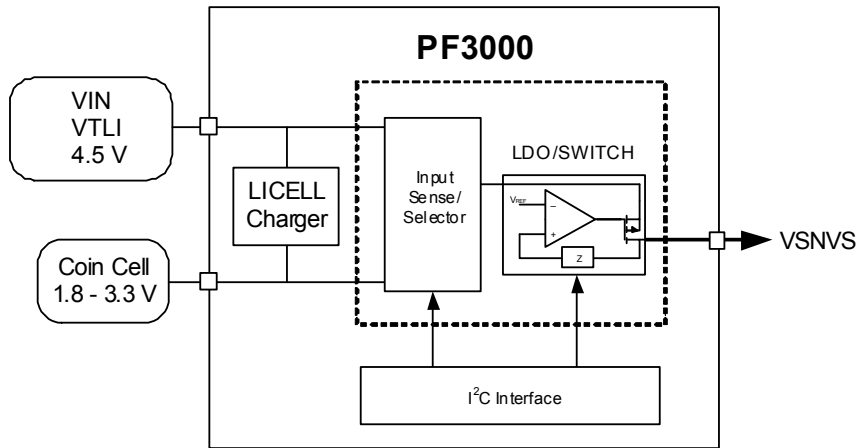 PF3000
VIN
VTLI
4.5 V
LICELL
Charger
Input
Sense/
Selector
LDO/SWITCH
VREF
−
+
Z
VSNVS
Coin Cell
1.8 - 3.3 V
I²C Interface